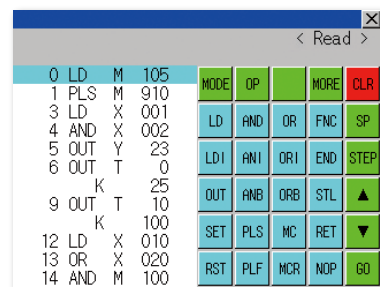 X
< Read >
0 LD M 105
1 PLS M 910
3 LD X 001
4 AND X 002
5 OUT Y 23
6 OUT T 0
K 25
9 OUT T 10
K 100
12 LD X 010
13 OR X 020
14 AND M 100
MODE OP MORE CLR
LD AND OR FNC SP
LDI ANI ORI END STEP
OUT ANB ORB STL ▲
SET PLS MC RET ▼
RST PLF MCR NOP GO